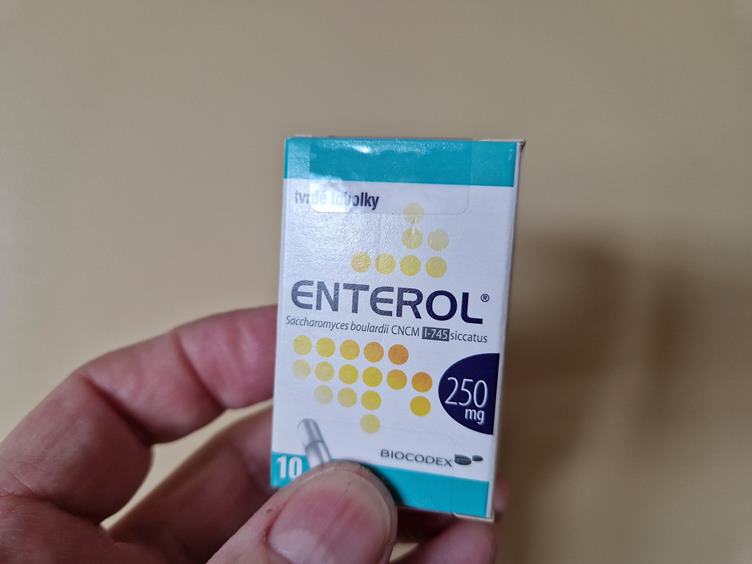 tvrdé tobolky
ENTEROL®
Saccharomyces boulardii CNCM I-745 siccatus
250
mg
BIOCODEX
10